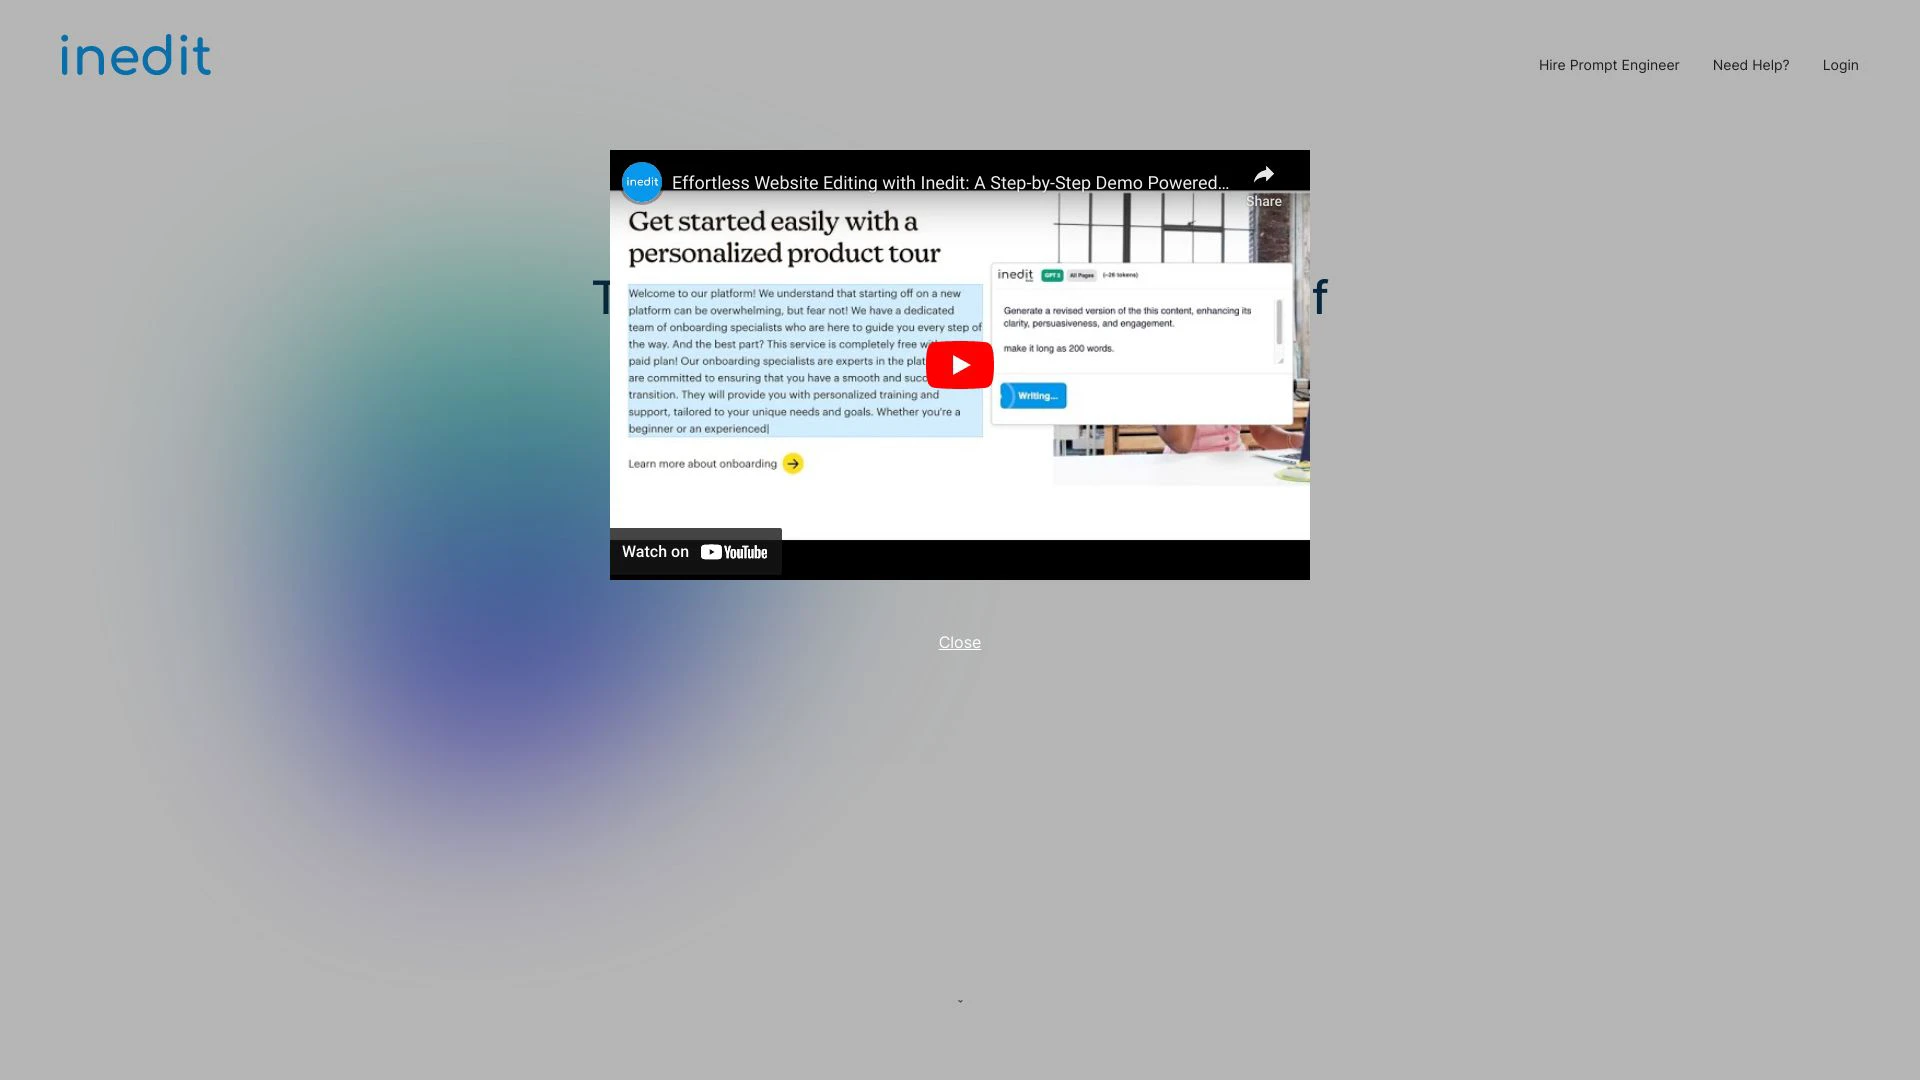 inedit
Hire Prompt Engineer
Need Help?
Login
inedit
Effortless Website Editing with Inedit: A Step-by-Step Demo Powered…
Share
Get started easily with a
personalized product tour
Welcome to our platform! We understand that starting off on a new
platform can be overwhelming, but fear not! We have a dedicated
team of onboarding specialists who are here to guide you every step of
the way. And the best part? This service is completely free
paid plan! Our onboarding specialists are experts in the
are committed to ensuring that you have a smooth and
transition. They will provide you with personalized training and
support, tailored to your unique needs and goals. Whether you're a
beginner or an experienced
Learn more about onboarding
inedit GPT 3 All Pages (~26 tokens)
Generate a revised version of the this content, enhancing its
clarity, persuasiveness, and engagement.
make it long as 200 words.
Writing...
Watch on YouTube
Close